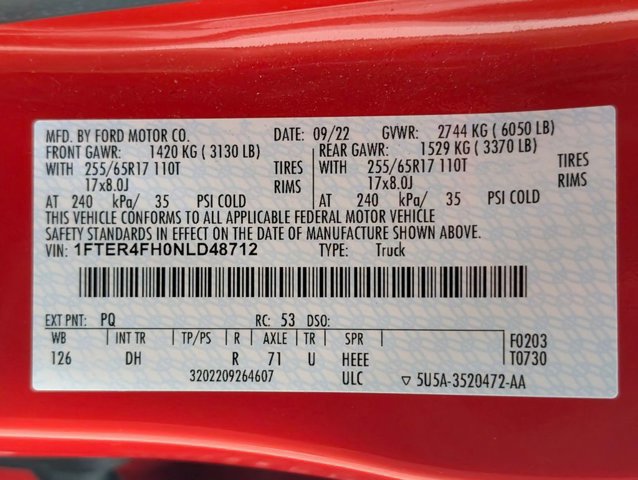 MFD. BY FORD MOTOR CO. DATE: 09/22 GVWR: 2744 KG ( 6050 LB)
FRONT GAWR: 1420 KG ( 3130 LB) REAR GAWR: 1529 KG ( 3370 LB)
WITH 255/65R17 110T TIRES WITH 255/65R17 110T TIRES
17x8.0J RIMS 17x8.0J RIMS
AT 240 kPa/ 35 PSI COLD AT 240 kPa/ 35 PSI COLD
THIS VEHICLE CONFORMS TO ALL APPLICABLE FEDERAL MOTOR VEHICLE
SAFETY STANDARDS IN EFFECT ON THE DATE OF MANUFACTURE SHOWN ABOVE.
VIN: 1FTER4FH0NLD48712 TYPE: Truck
EXT PNT: PQ RC: 53 DSO:
WB INT TR TP/PS R AXLE TR SPR F0203
126 DH R 71 U HEEE T0730
3202209264607 ULC ▽ 5U5A-3520472-AA